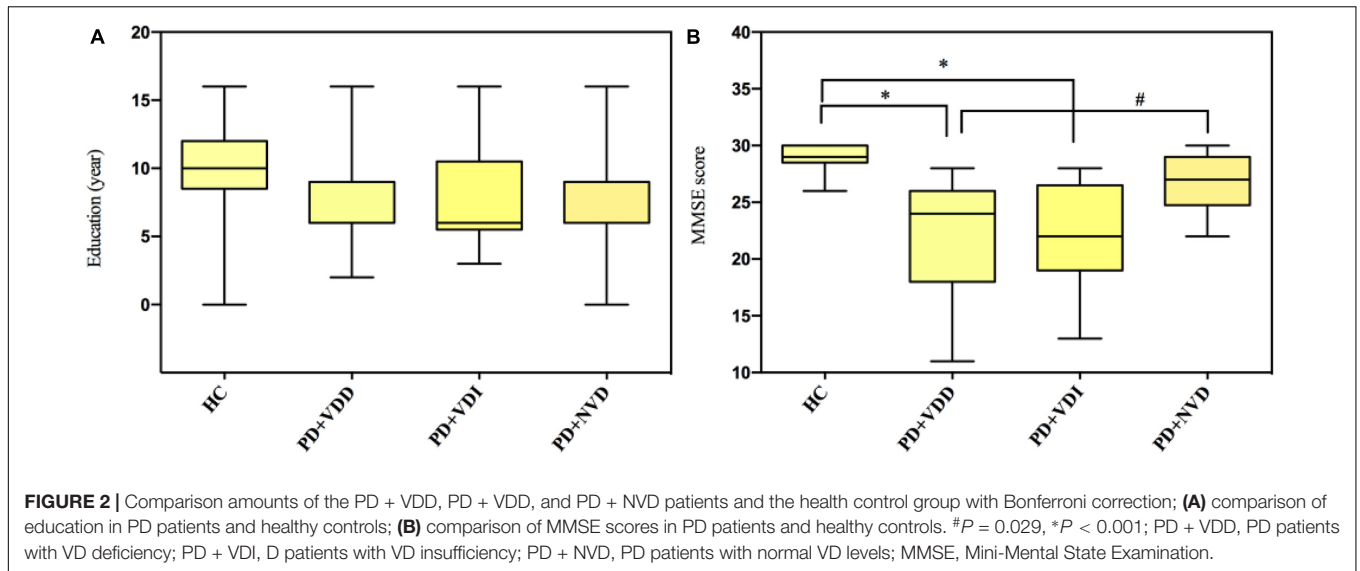 A
20
15
10
5
0
Education (year)
HC
PD+VDD
PD+VDI
PD+NVD
B
40
35
30
25
20
15
10
MMSE score
*
*
#
HC
PD+VDD
PD+VDI
PD+NVD
FIGURE 2 | Comparison amounts of the PD + VDD, PD + VDD, and PD + NVD patients and the health control group with Bonferroni correction; (A) comparison of
education in PD patients and healthy controls; (B) comparison of MMSE scores in PD patients and healthy controls. #P = 0.029, *P < 0.001; PD + VDD, PD patients
with VD deficiency; PD + VDI, D patients with VD insufficiency; PD + NVD, PD patients with normal VD levels; MMSE, Mini-Mental State Examination.